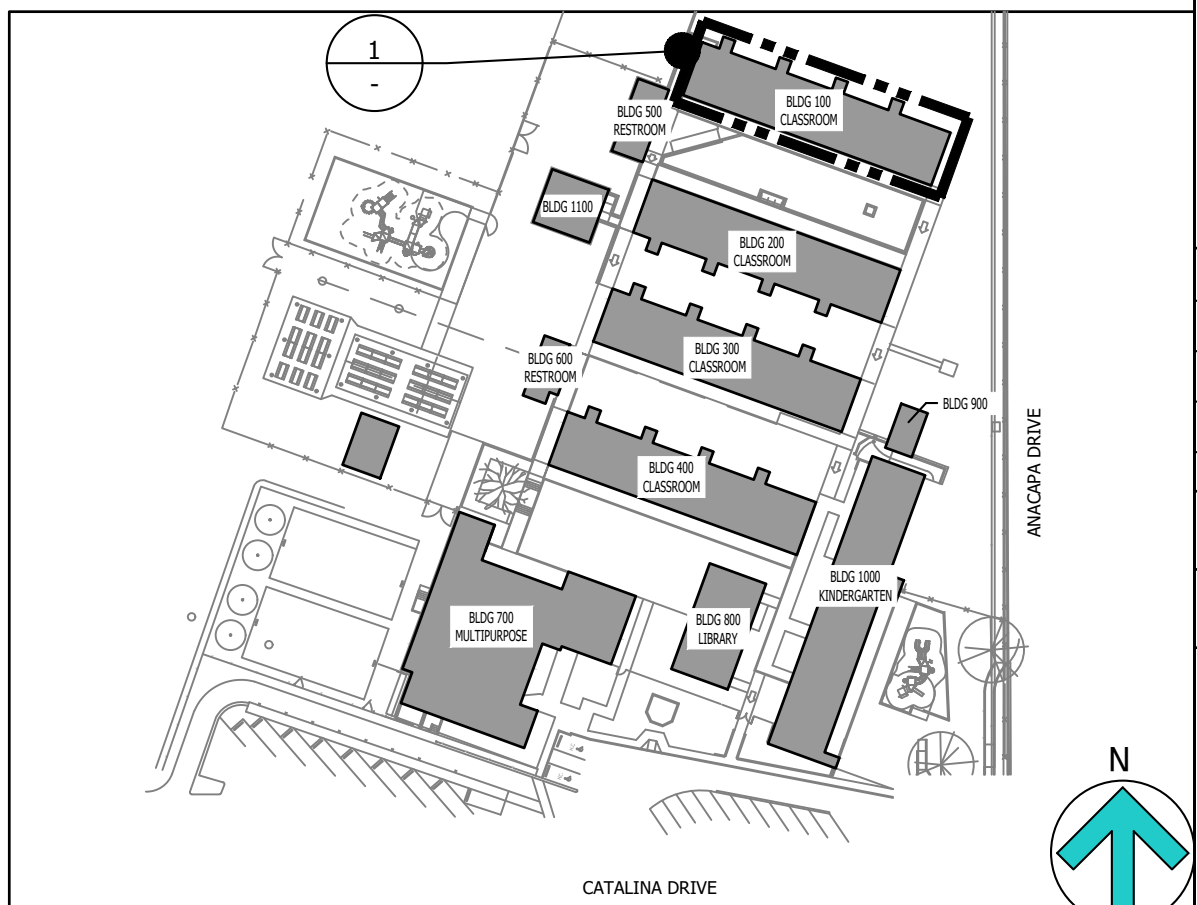 1
-
BLDG 100
CLASSROOM
BLDG 500
RESTROOM
BLDG 1100
BLDG 200
CLASSROOM
BLDG 300
CLASSROOM
BLDG 600
RESTROOM
BLDG 900
BLDG 400
CLASSROOM
ANACAPA DRIVE
BLDG 1000
KINDERGARTEN
BLDG 700
MULTIPURPOSE
BLDG 800
LIBRARY
N
CATALINA DRIVE